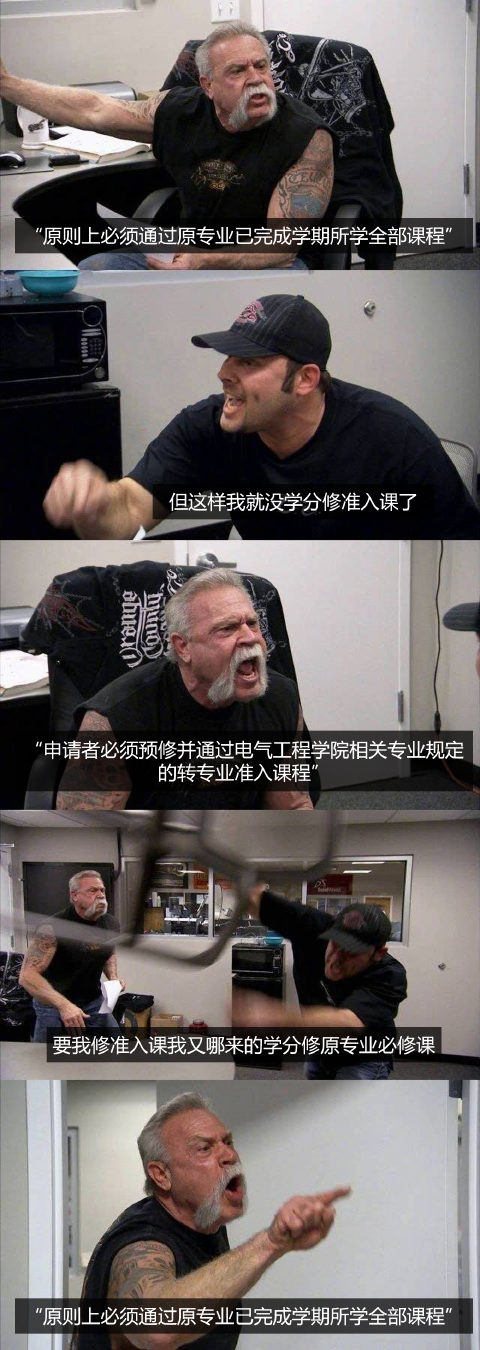 “原则上必须通过原专业已完成学期所学全部课程”
但这样我就没学分修准入课了
Orange
County
“申请者必须预修并通过电气工程学院相关专业规定
的转专业准入课程”
要我修准入课我又哪来的学分修原专业必修课
“原则上必须通过原专业已完成学期所学全部课程”